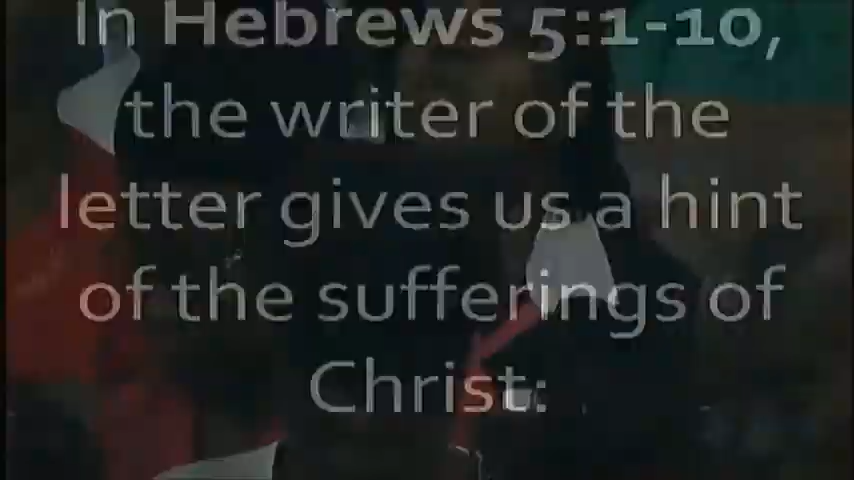 In Hebrews 5:1-10,
the writer of the
letter gives us a hint
of the sufferings of
Christ: